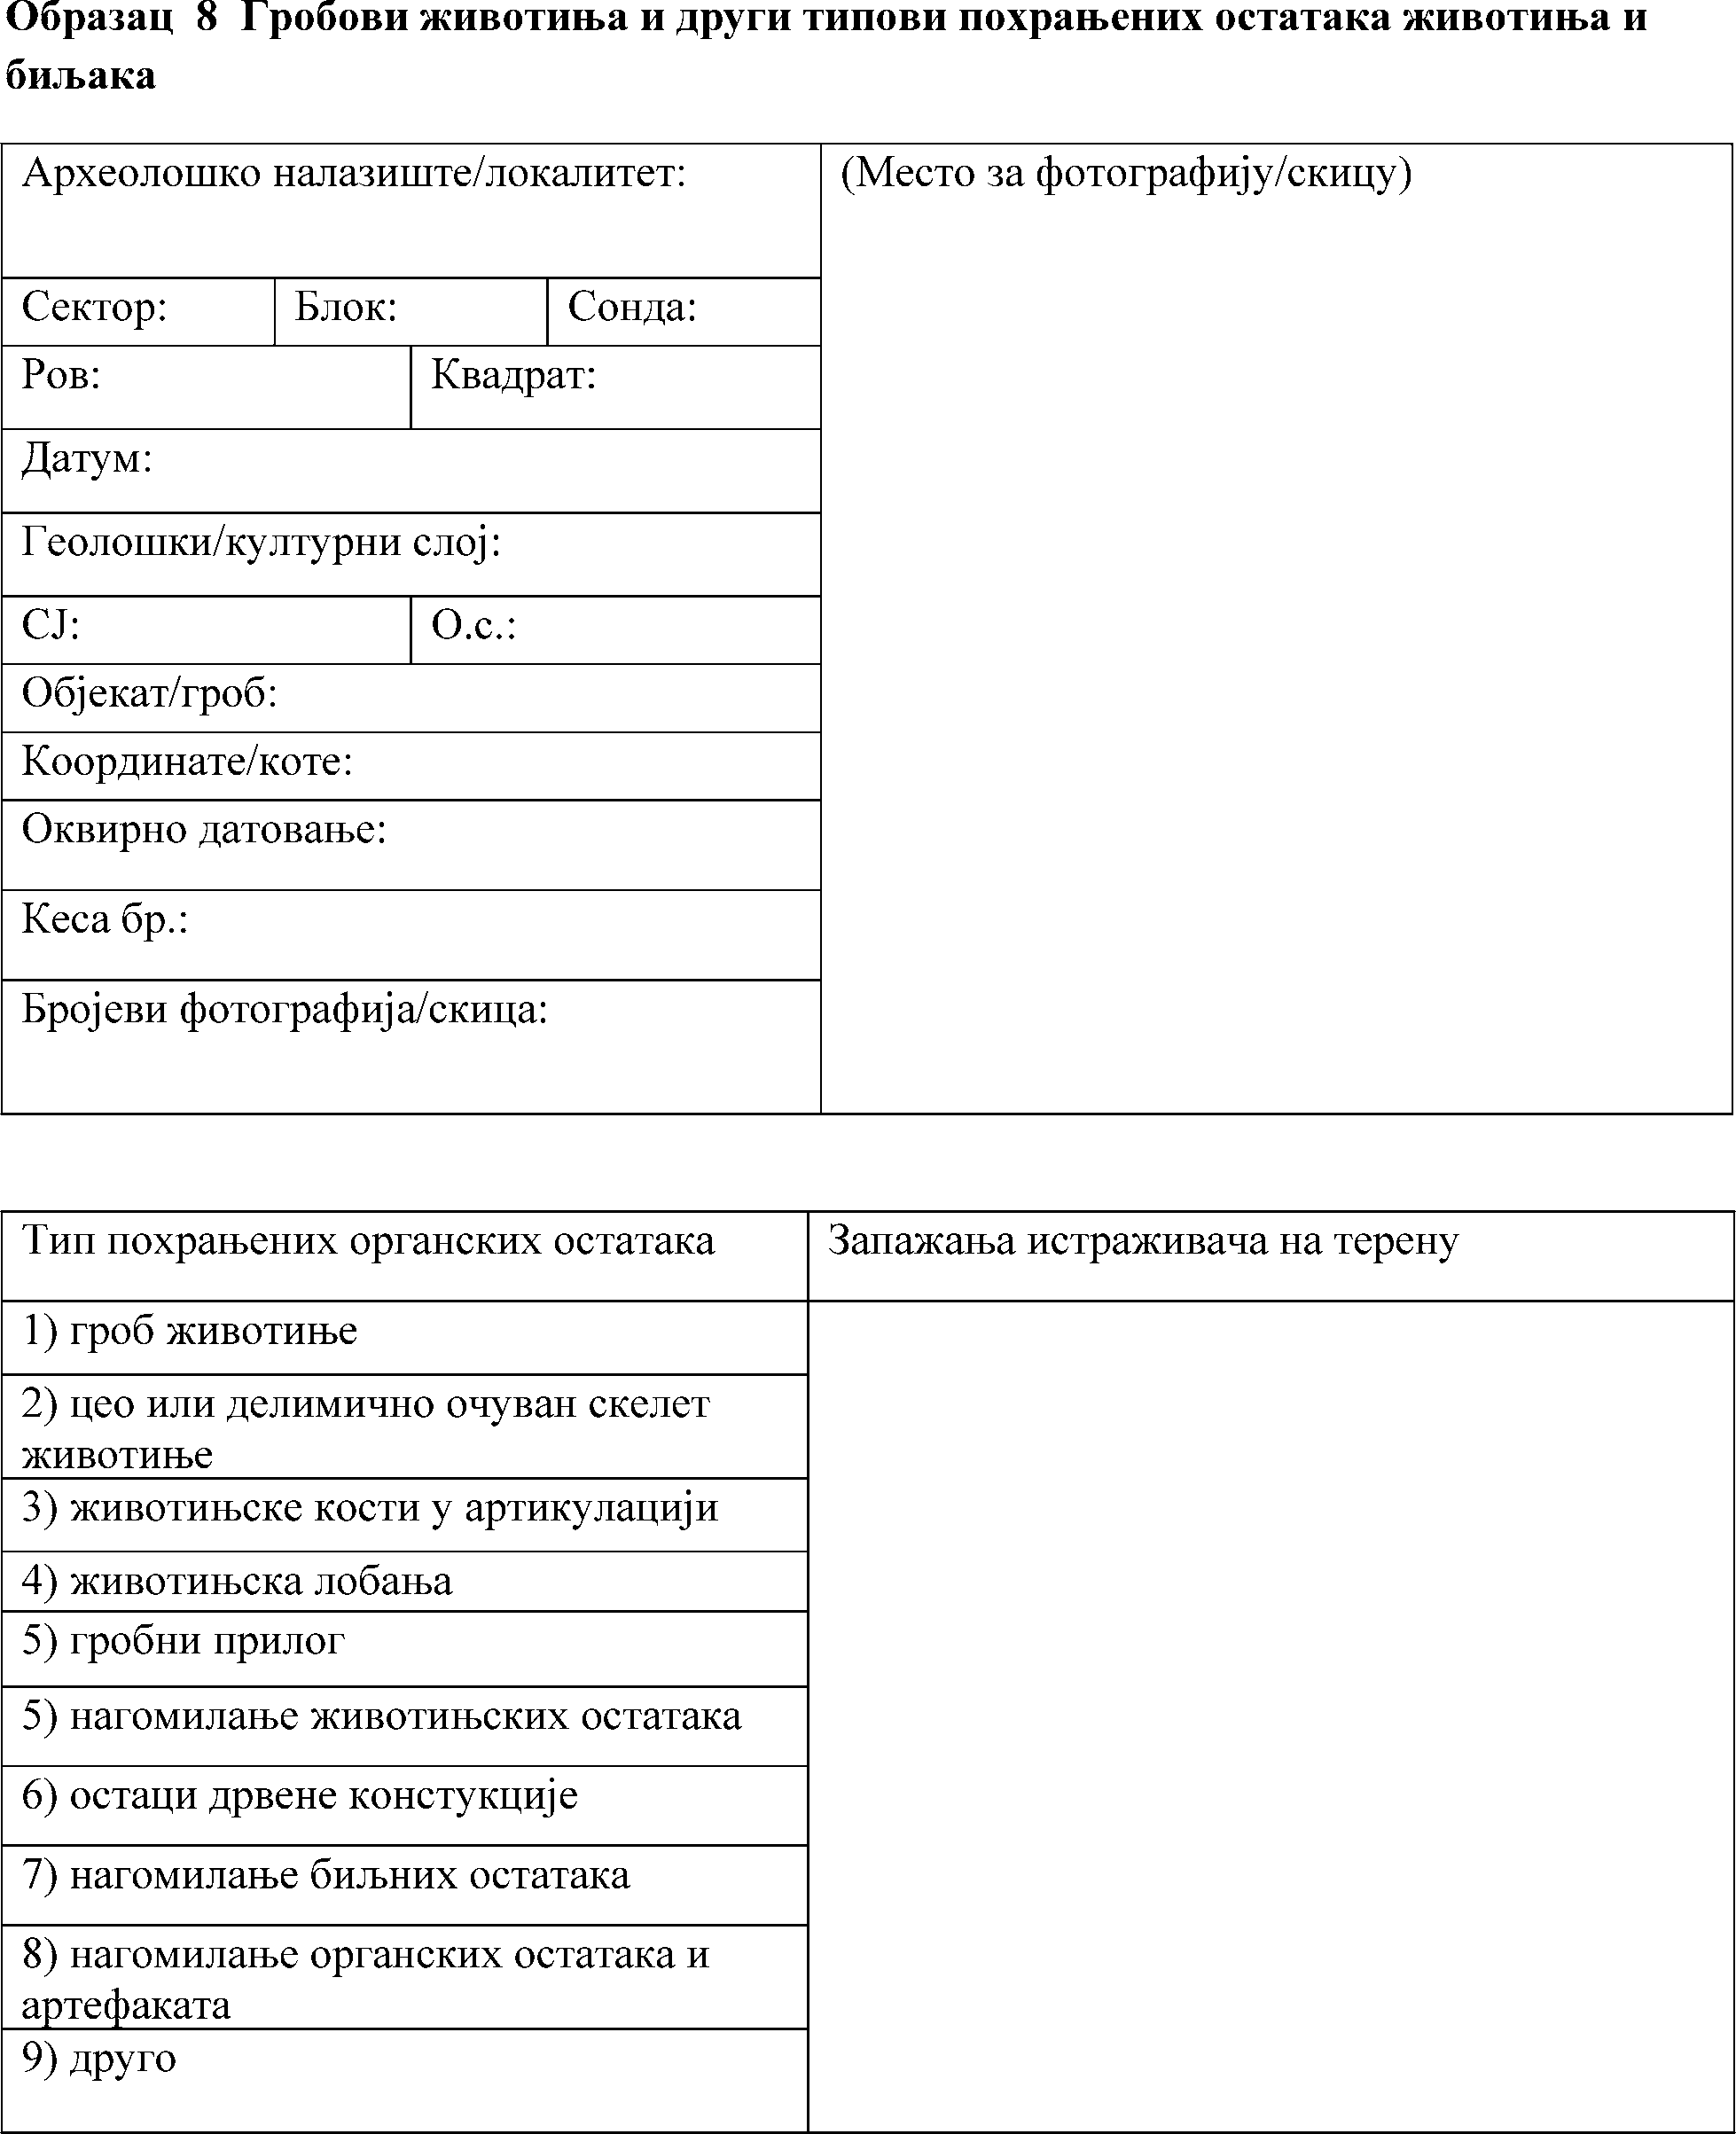 Образац  8  Гробови животиња и други типови похрањених остатака животиња и
биљака
Археолошко налазиште/локалитет:
(Место за фотографију/скицу)
Сектор:
Блок:
Сонда:
Ров:
Квадрат:
Датум:
Геолошки/културни слој:
СЈ:
О.с.:
Објекат/гроб:
Координате/коте:
Оквирно датовање:
Кеса бр.:
Бројеви фотографија/скица:
Тип похрањених органских остатака
Запажања истраживача на терену
1) гроб животиње
2) цео или делимично очуван скелет
животиње
3) животињске кости у артикулацији
4) животињска лобања
5) гробни прилог
5) нагомилање животињских остатака
6) остаци дрвене констукције
7) нагомилање биљних остатака
8) нагомилање органских остатака и
артефаката
9) друго